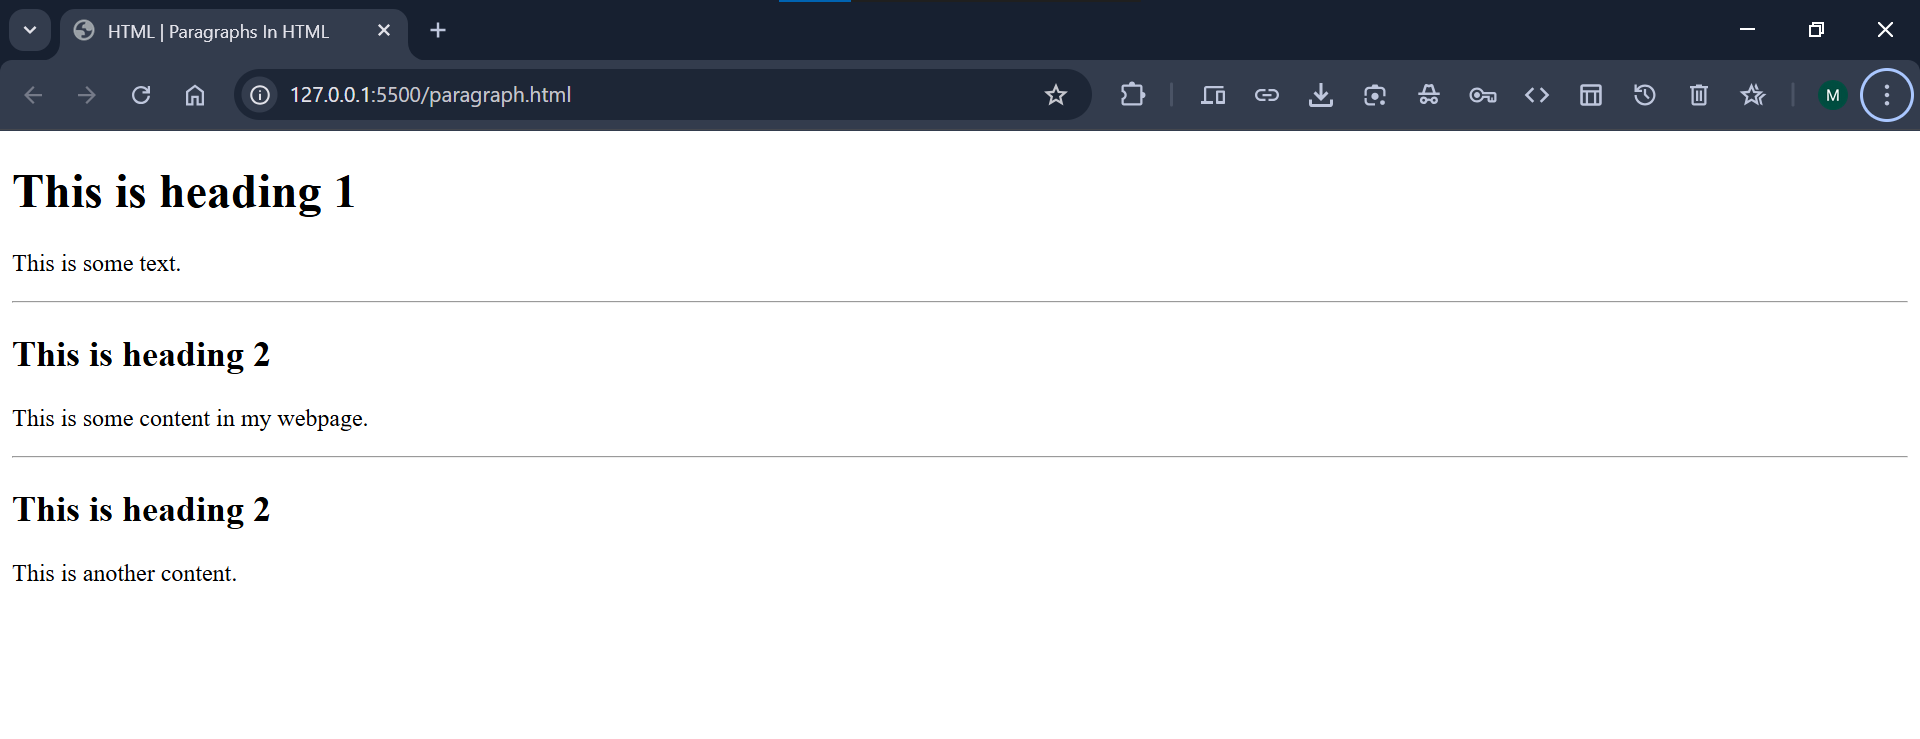 HTML | Paragraphs In HTML
127.0.0.1:5500/paragraph.html
M
This is heading 1
This is some text.
This is heading 2
This is some content in my webpage.
This is heading 2
This is another content.